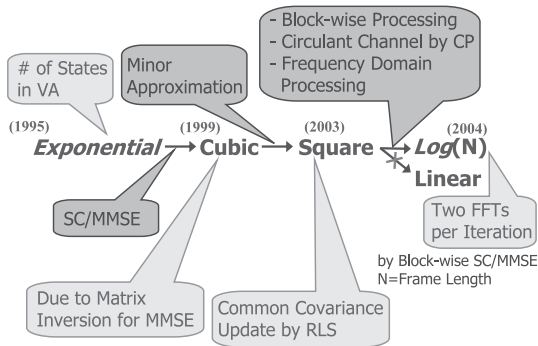 - Block-wise Processing
- Circulant Channel by CP
- Frequency Domain
Processing
# of States
in VA
Minor
Approximation
(1995)
(1999)
(2003)
(2004)
Exponential
Cubic
Square
Log(N)
Linear
SC/MMSE
Two FFTs
per Iteration
by Block-wise SC/MMSE
N=Frame Length
Due to Matrix
Inversion for MMSE
Common Covariance
Update by RLS